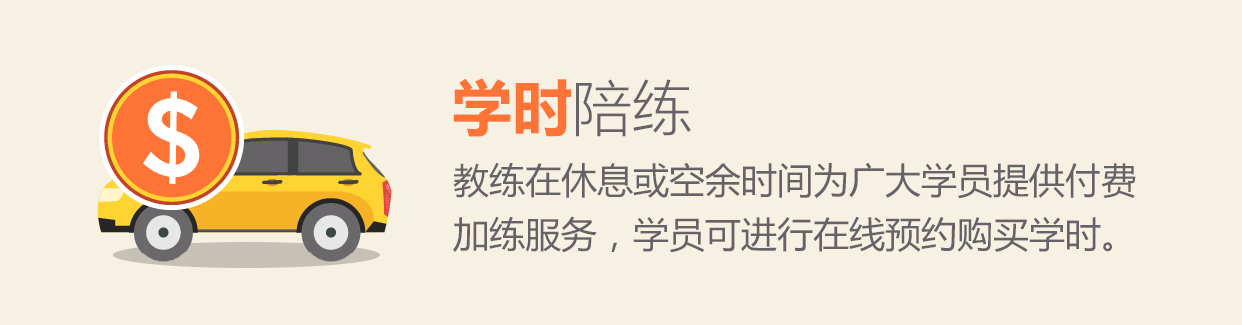 $
学时陪练
教练在休息或空余时间为广大学员提供付费
加练服务，学员可进行在线预约购买学时。